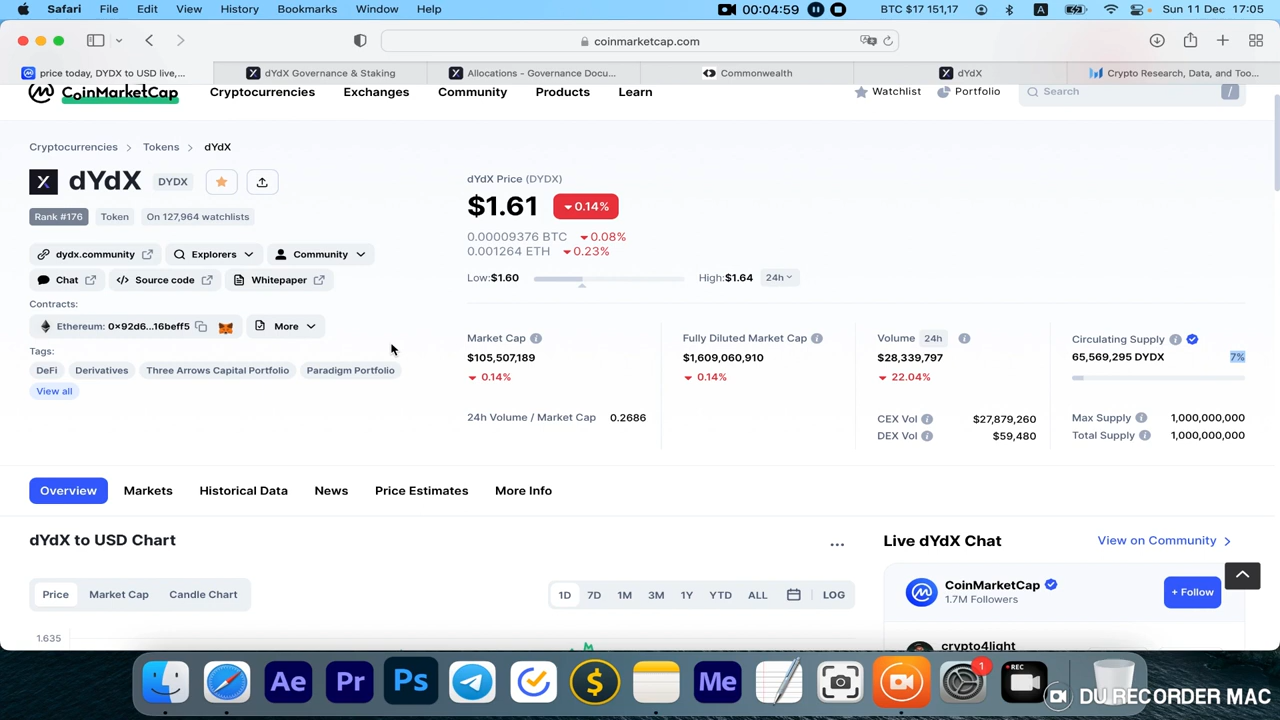 Safari File Edit View History Bookmarks Window Help 00:04:59 BTC $17 151,17 A Sun 11 Dec 17:05
coinmarketcap.com
price today, DYDX to USD live,... dYdX Governance & Staking Allocations - Governance Docu... Commonwealth dYdX Crypto Research, Data, and Too...
CoinMarketCap Cryptocurrencies Exchanges Community Products Learn Watchlist Portfolio Search /
Cryptocurrencies > Tokens > dYdX
dYdX DYDX
Rank #176 Token On 127,964 watchlists
dydx.community Explorers Community
Chat Source code Whitepaper
Contracts:
Ethereum: 0x92d6...16beff5 More
Tags:
DeFi Derivatives Three Arrows Capital Portfolio Paradigm Portfolio
View all
dYdX Price (DYDX)
$1.61 0.14%
0.00009376 BTC 0.08%
0.001264 ETH 0.23%
Low:$1.60 High:$1.64 24h
Market Cap
$105,507,189
0.14%
24h Volume / Market Cap 0.2686
Fully Diluted Market Cap
$1,609,060,910
0.14%
Volume 24h
$28,339,797
22.04%
CEX Vol $27,879,260
DEX Vol $59,480
Circulating Supply
65,569,295 DYDX 7%
Max Supply 1,000,000,000
Total Supply 1,000,000,000
Overview Markets Historical Data News Price Estimates More Info
dYdX to USD Chart
Price Market Cap Candle Chart 1D 7D 1M 3M 1Y YTD ALL LOG
1.635
Live dYdX Chat View on Community
CoinMarketCap
1.7M Followers
+ Follow
crypto4light
Ae Pr Ps $ Me 1 REC
DU RECORDER MAC